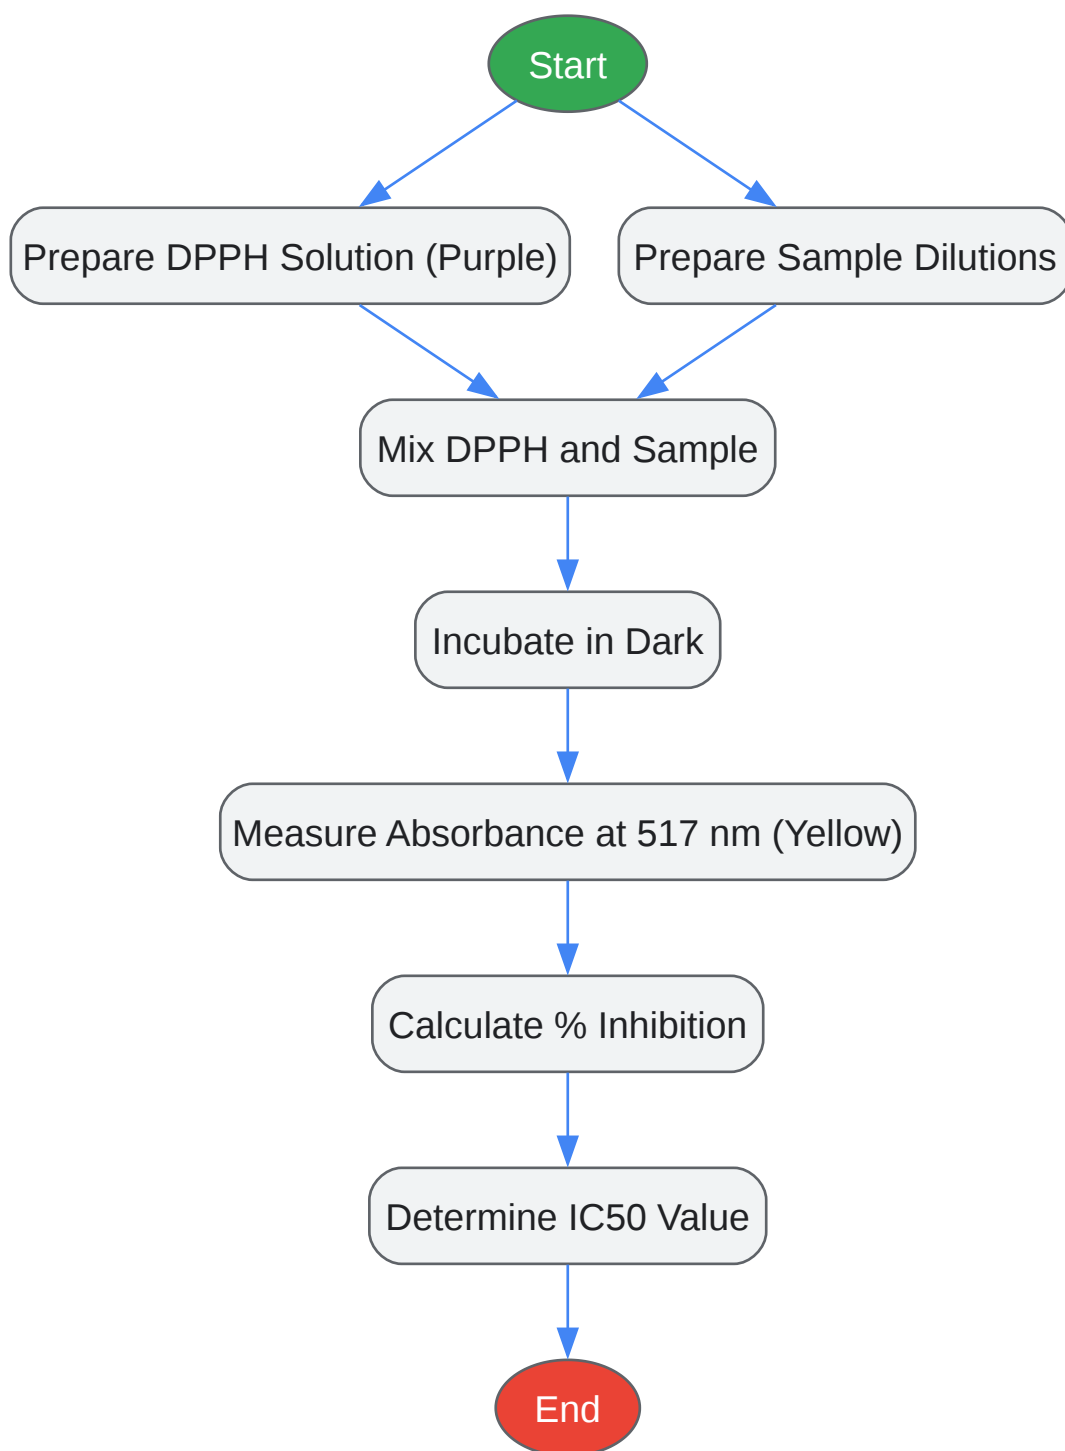 Start
Prepare DPPH Solution (Purple)
Prepare Sample Dilutions
Mix DPPH and Sample
Incubate in Dark
Measure Absorbance at 517 nm (Yellow)
Calculate % Inhibition
Determine IC50 Value
End